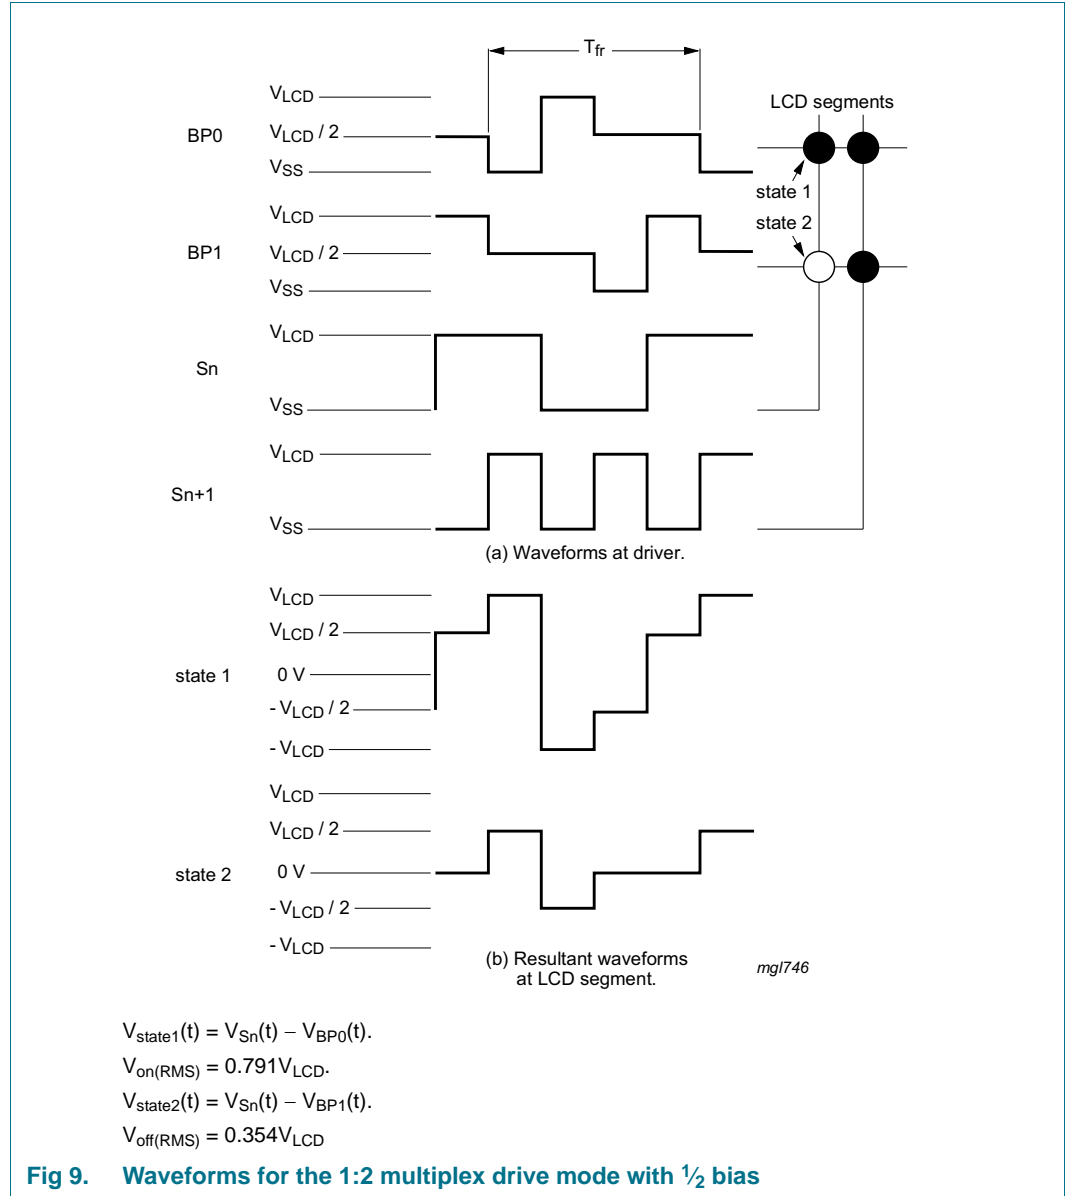 Tfr
VLCD
BP0
VLCD / 2
VSS
LCD segments
state 1
state 2
VLCD
BP1
VLCD / 2
VSS
VLCD
Sn
VSS
VLCD
Sn+1
VSS
(a) Waveforms at driver.
VLCD
VLCD / 2
state 1
0 V
- VLCD / 2
- VLCD
VLCD
VLCD / 2
state 2
0 V
- VLCD / 2
- VLCD
(b) Resultant waveforms
at LCD segment.
mgl746
Vstate1(t) = VSn(t) − VBP0(t).
Von(RMS) = 0.791VLCD.
Vstate2(t) = VSn(t) − VBP1(t).
Voff(RMS) = 0.354VLCD
Fig 9. Waveforms for the 1:2 multiplex drive mode with 1⁄2 bias